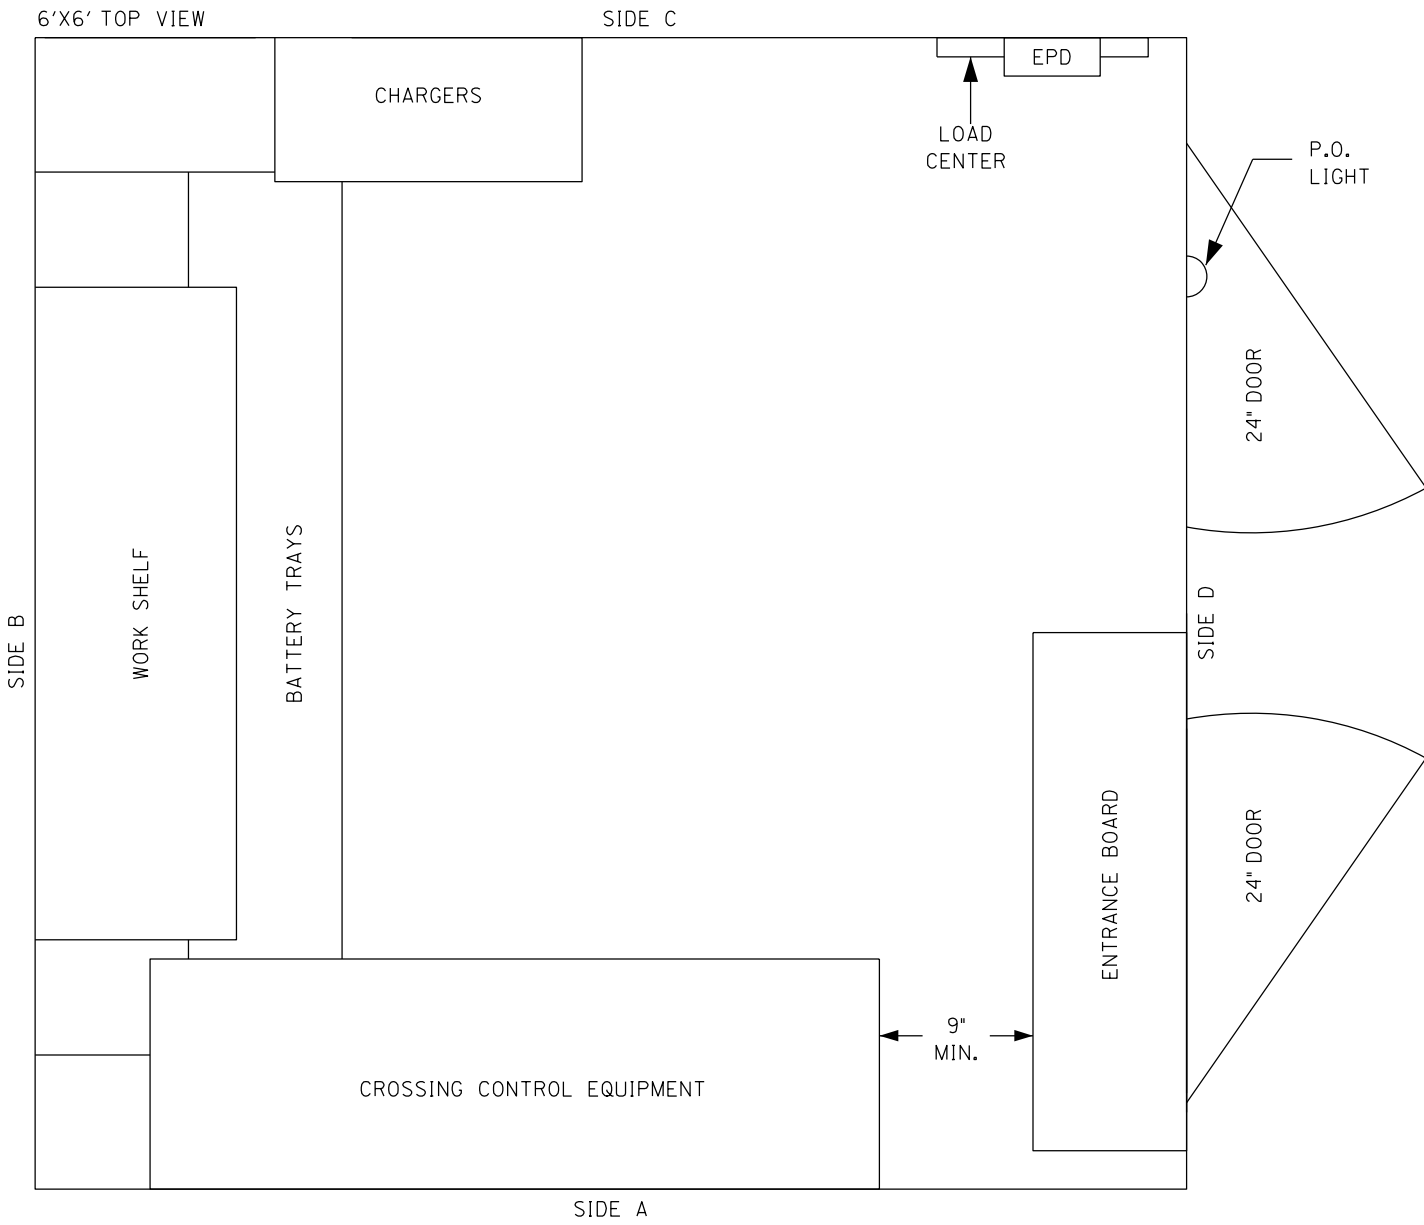 6'X6' TOP VIEW
SIDE C
CHARGERS
EPD
LOAD
CENTER
P.O.
LIGHT
24" DOOR
WORK SHELF
BATTERY TRAYS
SIDE B
SIDE D
ENTRANCE BOARD
24" DOOR
9"
MIN.
CROSSING CONTROL EQUIPMENT
SIDE A